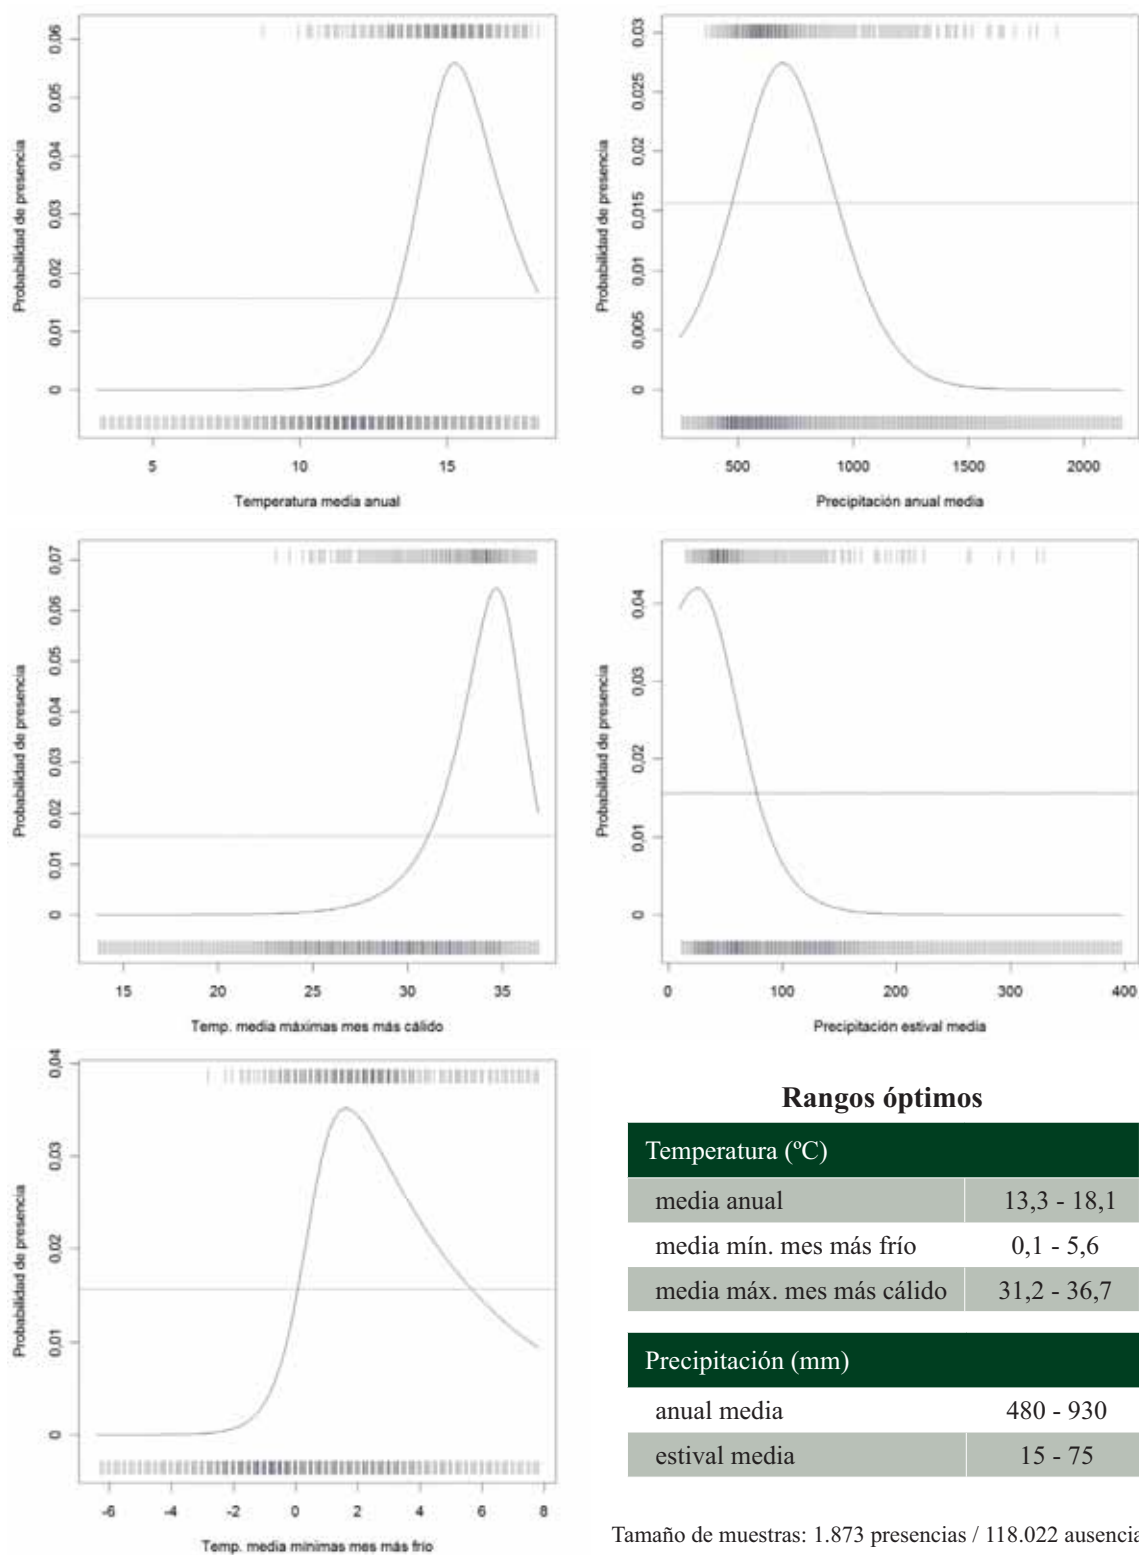 Probabilidad de presencia
0,06
0,05
0,04
0,03
0,02
0,01
0
5 10 15
Temperatura media anual
Probabilidad de presencia
0,03
0,025
0,02
0,015
0,01
0,005
0
500 1000 1500 2000
Precipitación anual media
Probabilidad de presencia
0,07
0,06
0,05
0,04
0,03
0,02
0,01
0
15 20 25 30 35
Temp. media máximas mes más cálido
Probabilidad de presencia
0,04
0,03
0,02
0,01
0
0 100 200 300 400
Precipitación estival media
Probabilidad de presencia
0,04
0,03
0,02
0,01
0
-6 -4 -2 0 2 4 6 8
Temp. media mínimas mes más frío
Rangos óptimos
Temperatura (ºC)
media anual 13,3 - 18,1
media mín. mes más frío 0,1 - 5,6
media máx. mes más cálido 31,2 - 36,7
Precipitación (mm)
anual media 480 - 930
estival media 15 - 75
Tamaño de muestras: 1.873 presencias / 118.022 ausencia